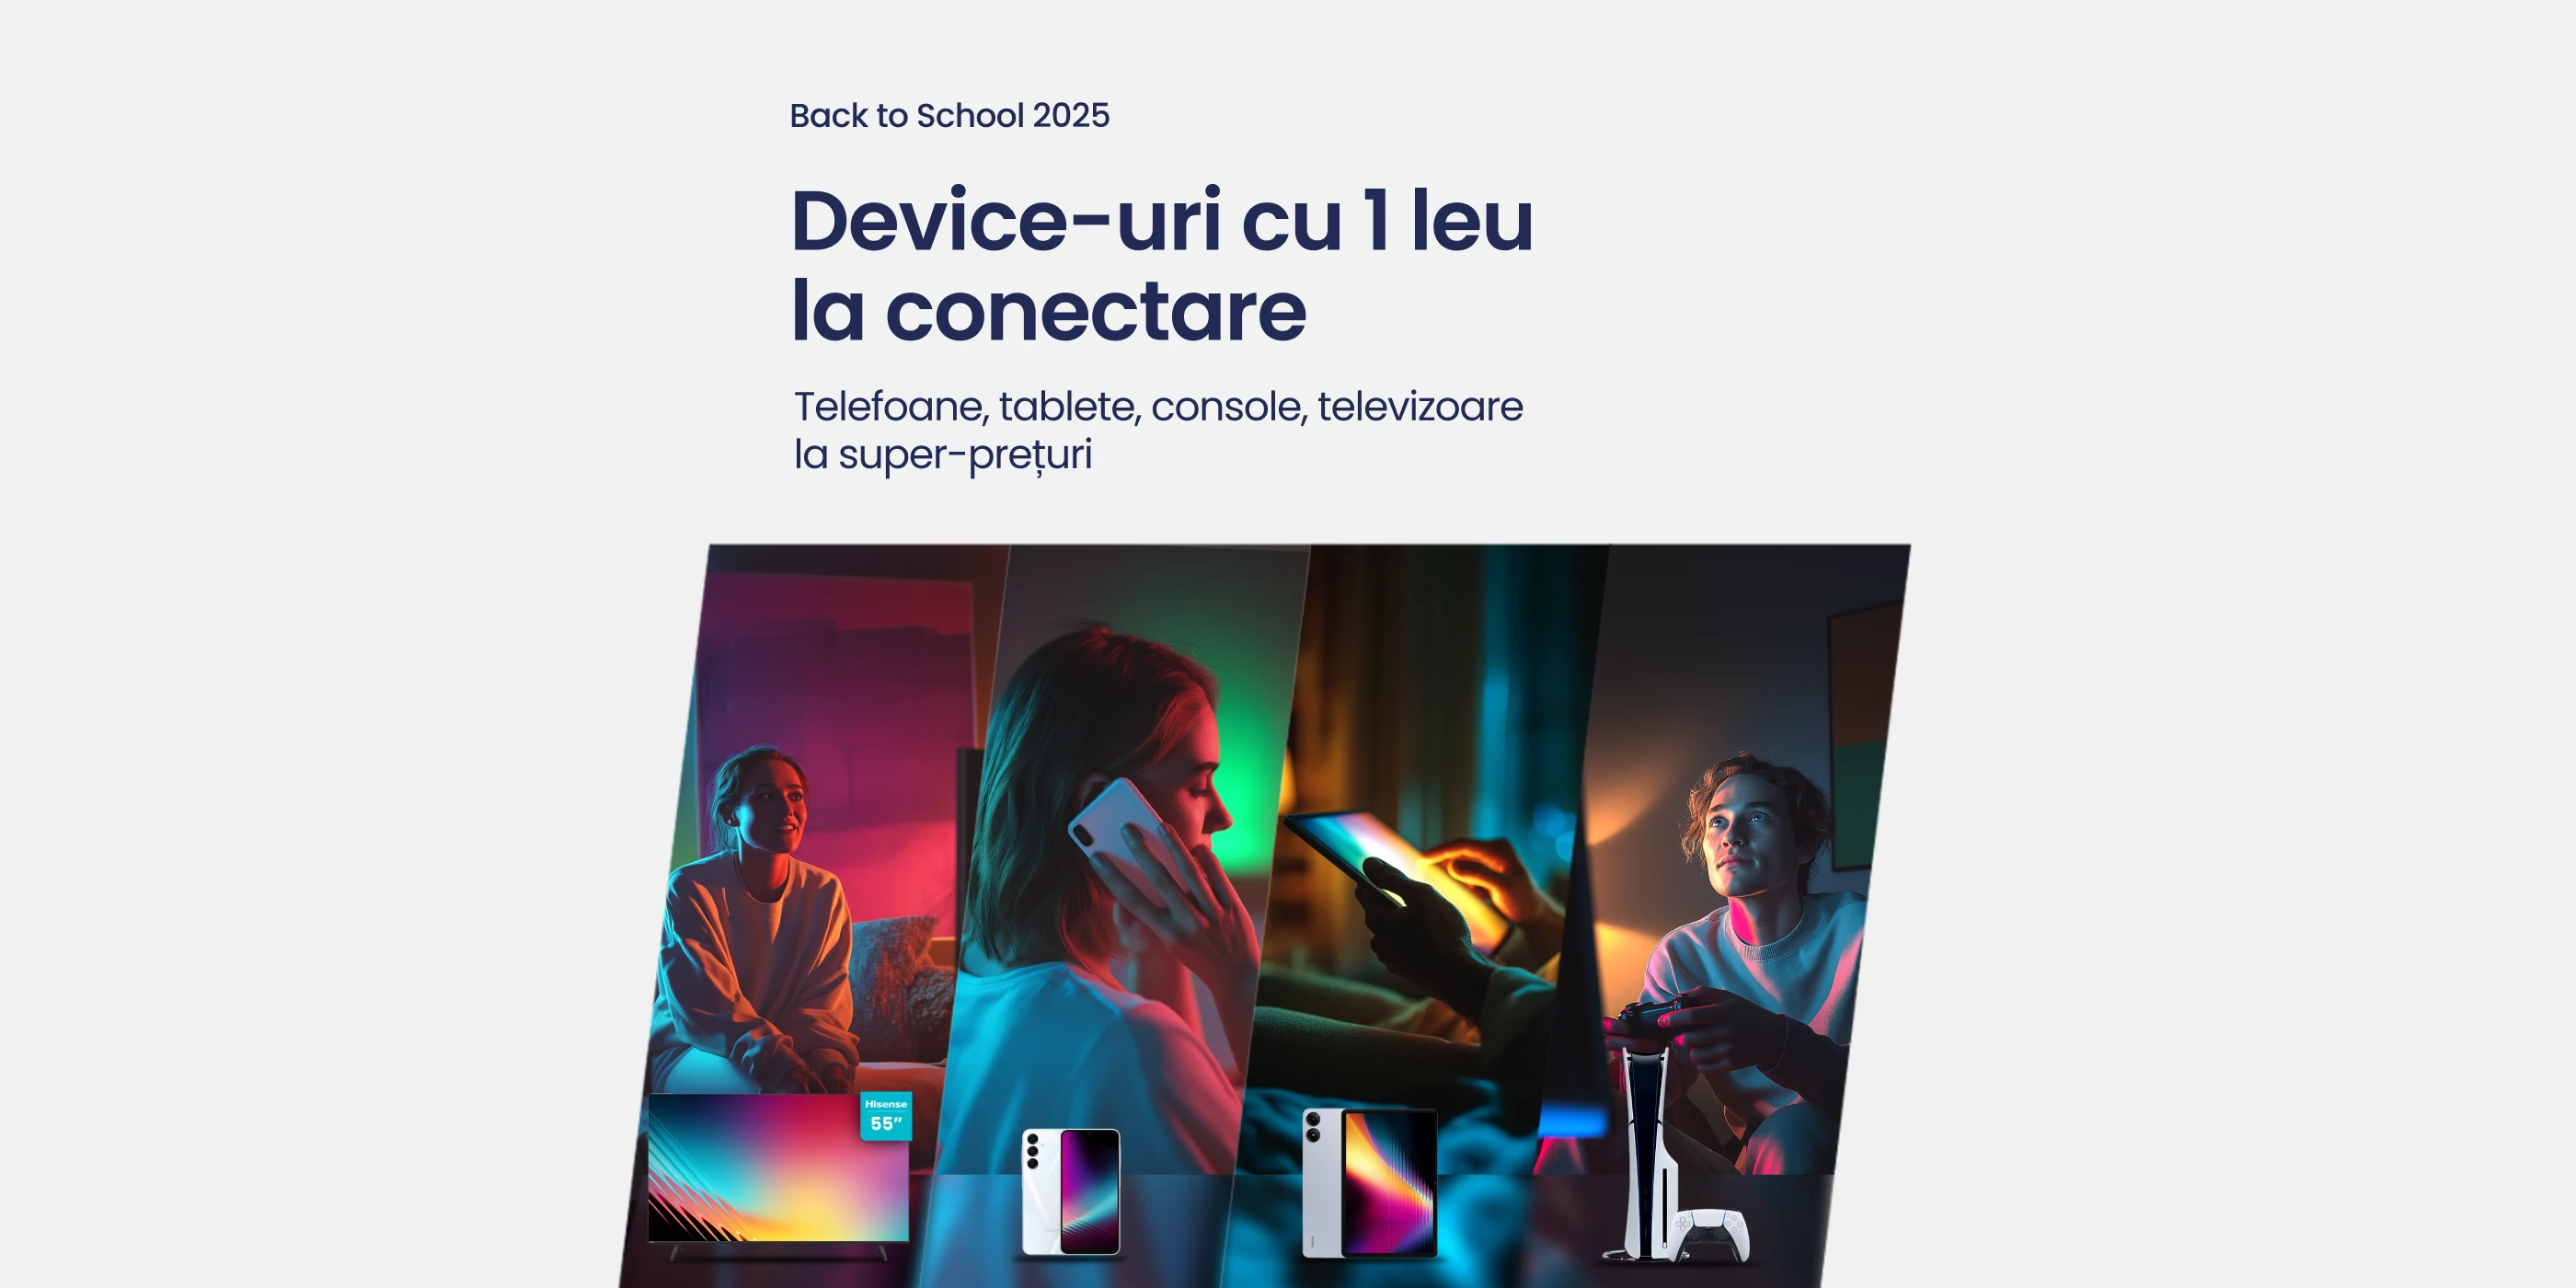 Back to School 2025
Device-uri cu 1 leu
la conectare
Telefoane, tablete, console, televizoare
la super-prețuri
Hisense
55”